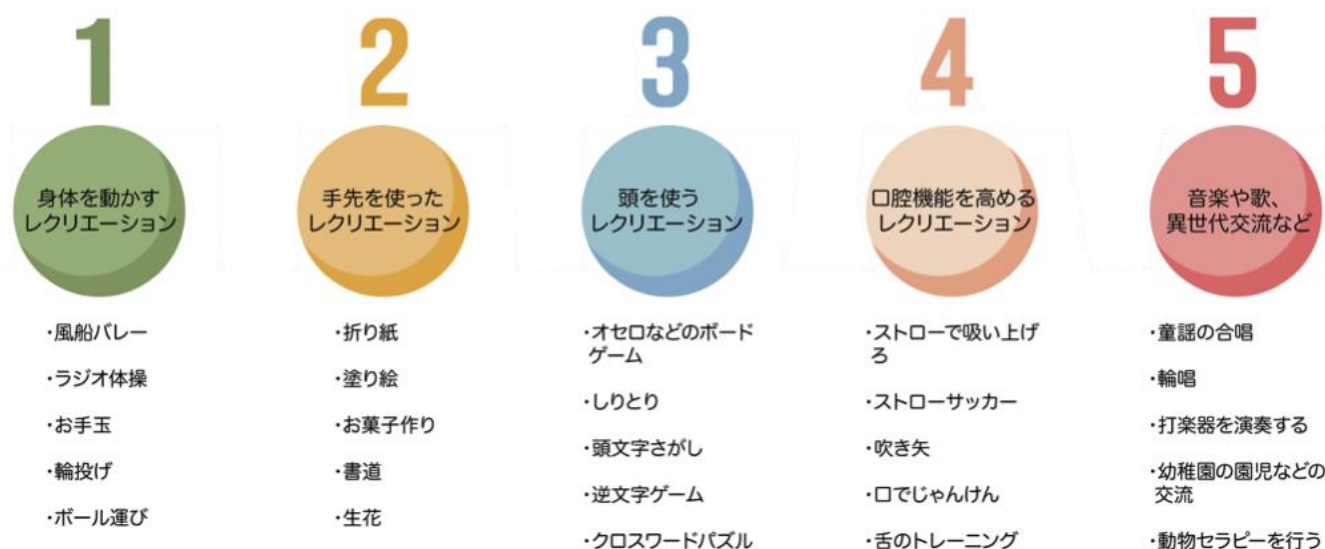 1
身体を動かす
レクリエーション
・風船バレー
・ラジオ体操
・お手玉
・輪投げ
・ボール運び
2
手先を使った
レクリエーション
・折り紙
・塗り絵
・お菓子作り
・書道
・生花
3
頭を使う
レクリエーション
・オセロなどのボード
ゲーム
・しりとり
・頭文字さがし
・逆文字ゲーム
・クロスワードパズル
4
口腔機能を高める
レクリエーション
・ストローで吸い上げ
ろ
・ストローサッカー
・吹き矢
・口でじゃんけん
・舌のトレーニング
5
音楽や歌、
異世代交流など
・童謡の合唱
・輪唱
・打楽器を演奏する
・幼稚園の園児などの
交流
・動物セラピーを行う